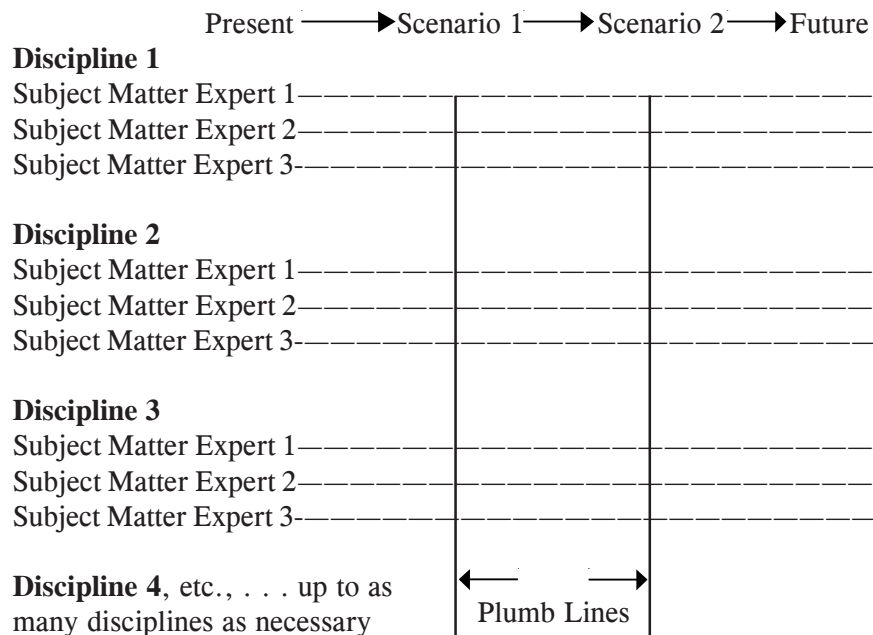 Present Scenario 1 Scenario 2 Future
Discipline 1
Subject Matter Expert 1
Subject Matter Expert 2
Subject Matter Expert 3
Discipline 2
Subject Matter Expert 1
Subject Matter Expert 2
Subject Matter Expert 3
Discipline 3
Subject Matter Expert 1
Subject Matter Expert 2
Subject Matter Expert 3
Discipline 4, etc., . . . up to as
many disciplines as necessary
Plumb Lines